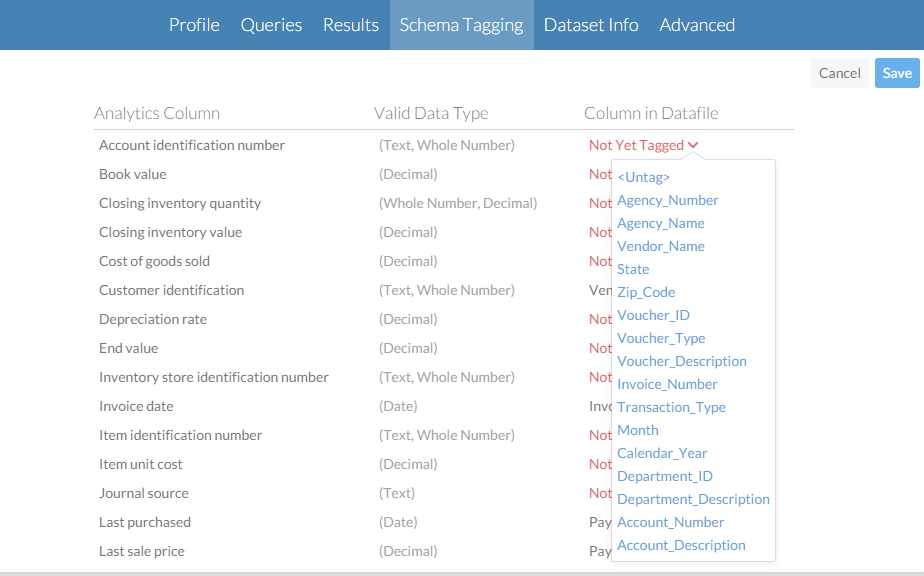 Profile Queries Results Schema Tagging Dataset Info Advanced
Cancel Save
Analytics Column Valid Data Type Column in Datafile
Account identification number (Text, Whole Number) Not Yet Tagged
Book value (Decimal) Not
Closing inventory quantity (Whole Number, Decimal) Not
Closing inventory value (Decimal) Not
Cost of goods sold (Decimal) Not
Customer identification (Text, Whole Number) Ven
Depreciation rate (Decimal) Not
End value (Decimal) Not
Inventory store identification number (Text, Whole Number) Not
Invoice date (Date) Invo
Item identification number (Text, Whole Number) Not
Item unit cost (Decimal) Not
Journal source (Text) Not
Last purchased (Date) Pay
Last sale price (Decimal) Pay
<Untag>
Agency_Number
Agency_Name
Vendor_Name
State
Zip_Code
Voucher_ID
Voucher_Type
Voucher_Description
Invoice_Number
Transaction_Type
Month
Calendar_Year
Department_ID
Department_Description
Account_Number
Account_Description